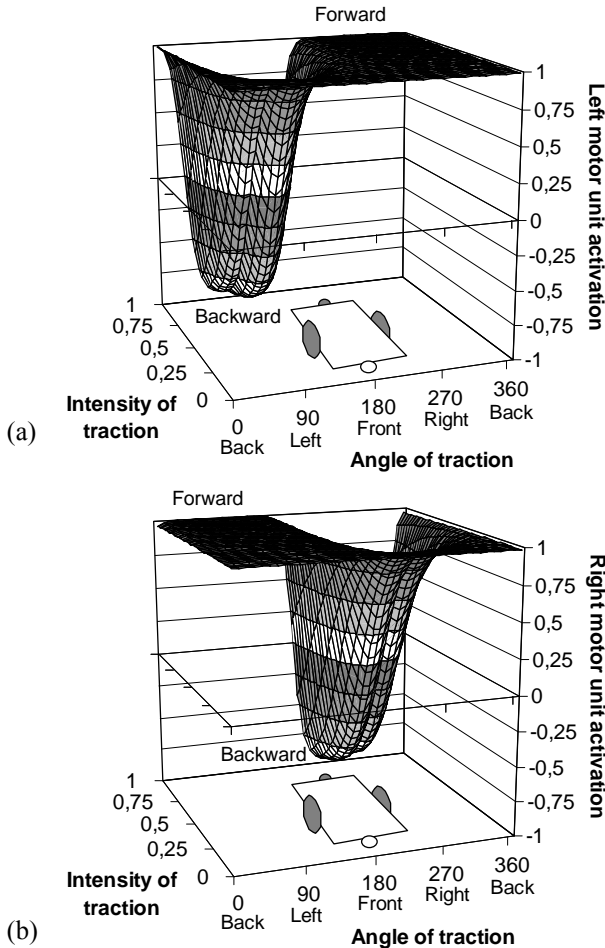 Forward
1
0,75
0,5
0,25
0
-0,25
-0,5
-0,75
-1
Left motor unit activation
Backward
1
0,75
0,5
0,25
0
Intensity of
traction
0
Back
90
Left
180
Front
270
Right
360
Back
Angle of traction
(a)
Forward
1
0,75
0,5
0,25
0
-0,25
-0,5
-0,75
-1
Right motor unit activation
Backward
1
0,75
0,5
0,25
0
Intensity of
traction
0
Back
90
Left
180
Front
270
Right
360
Back
Angle of traction
(b)